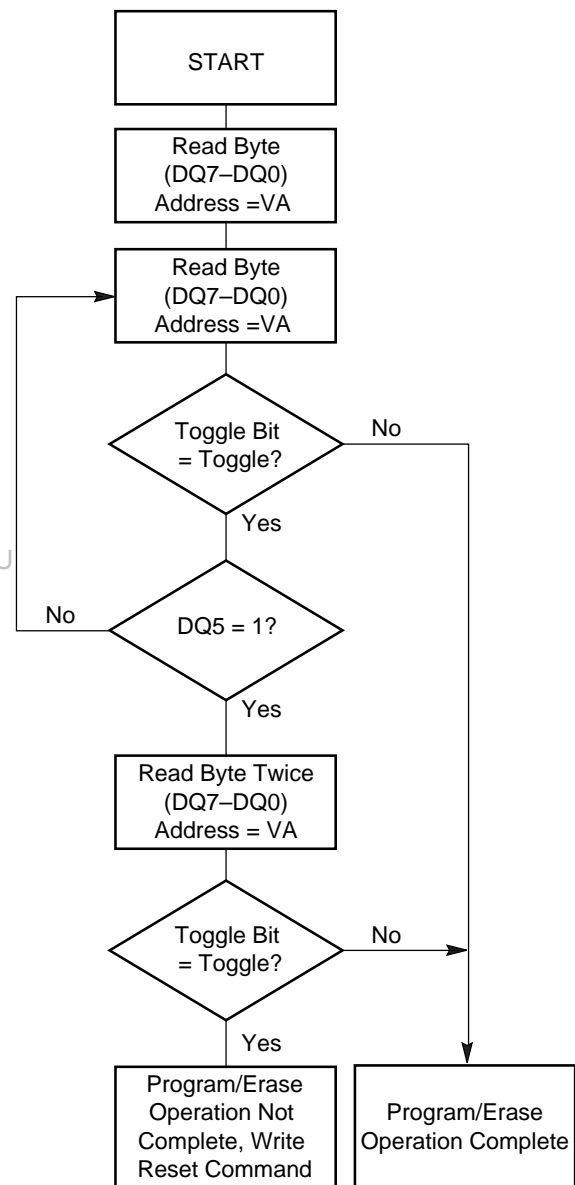 START
Read Byte
(DQ7–DQ0)
Address =VA
Read Byte
(DQ7–DQ0)
Address =VA
Toggle Bit
= Toggle?
No
Yes
U
No
DQ5 = 1?
Yes
Read Byte Twice
(DQ7–DQ0)
Address = VA
Toggle Bit
= Toggle?
No
Yes
Program/Erase
Operation Not
Complete, Write
Reset Command
Program/Erase
Operation Complete